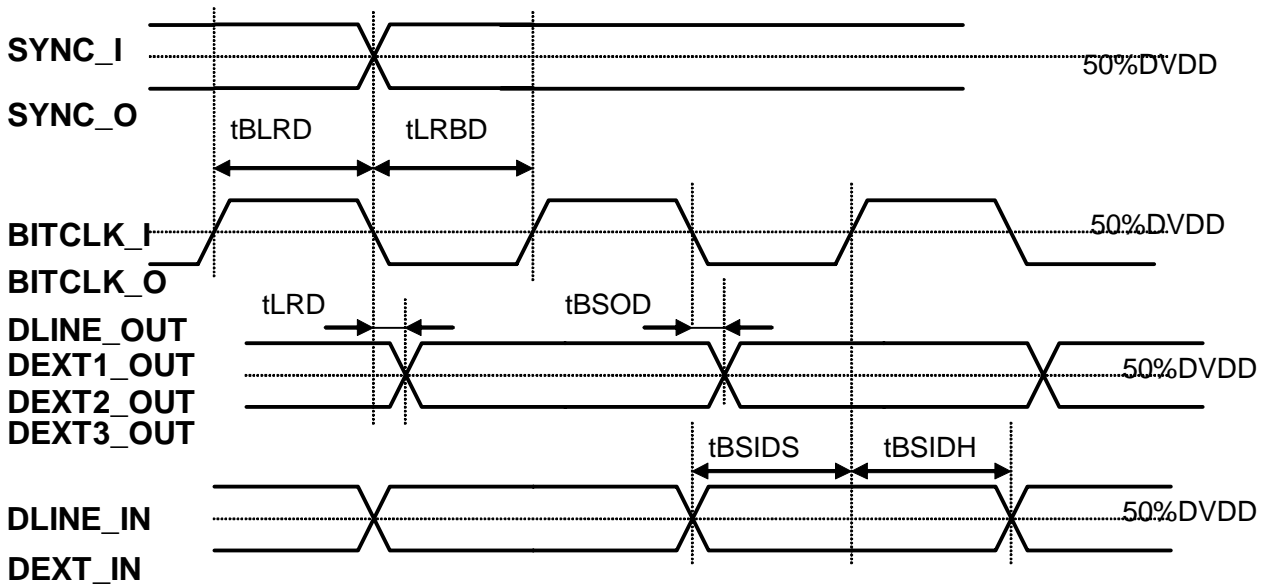 SYNC_I
50%DVDD
SYNC_O
tBLRD tLRBD
BITCLK_I
50%DVDD
BITCLK_O
tLRD tBSOD
DLINE_OUT
DEXT1_OUT
50%DVDD
DEXT2_OUT
DEXT3_OUT
tBSIDS tBSIDH
DLINE_IN
50%DVDD
DEXT_IN